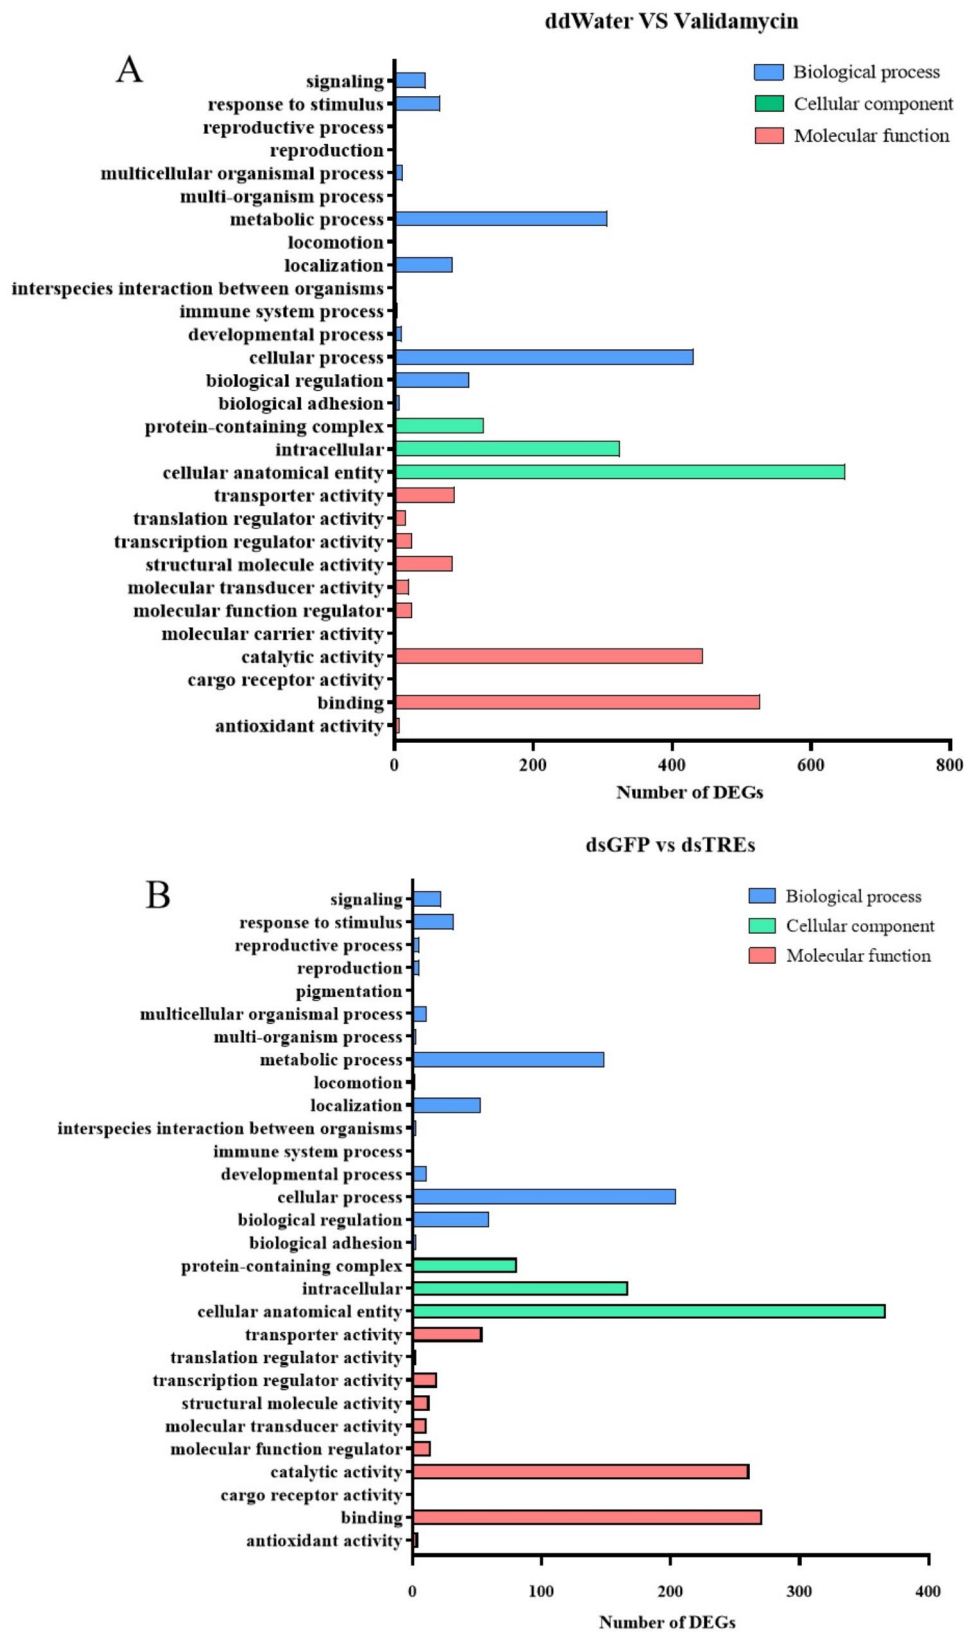 ddWater VS Validamycin
A
Biological process
Cellular component
Molecular function
signaling
response to stimulus
reproductive process
reproduction
multicellular organismal process
multi-organism process
metabolic process
locomotion
localization
interspecies interaction between organisms
immune system process
developmental process
cellular process
biological regulation
biological adhesion
protein-containing complex
intracellular
cellular anatomical entity
transporter activity
translation regulator activity
transcription regulator activity
structural molecule activity
molecular transducer activity
molecular function regulator
molecular carrier activity
catalytic activity
cargo receptor activity
binding
antioxidant activity
0 200 400 600 800
Number of DEGs
dsGFP vs dsTREs
B
Biological process
Cellular component
Molecular function
signaling
response to stimulus
reproductive process
reproduction
pigmentation
multicellular organismal process
multi-organism process
metabolic process
locomotion
localization
interspecies interaction between organisms
immune system process
developmental process
cellular process
biological regulation
biological adhesion
protein-containing complex
intracellular
cellular anatomical entity
transporter activity
translation regulator activity
transcription regulator activity
structural molecule activity
molecular transducer activity
molecular function regulator
catalytic activity
cargo receptor activity
binding
antioxidant activity
0 100 200 300 400
Number of DEGs